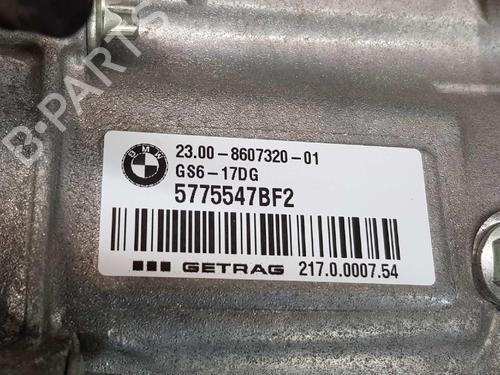 B-PARTS
BMW
23.00-8607320-01
GS6-17DG
5775547BF2
GETRAG 217.0.0007.54